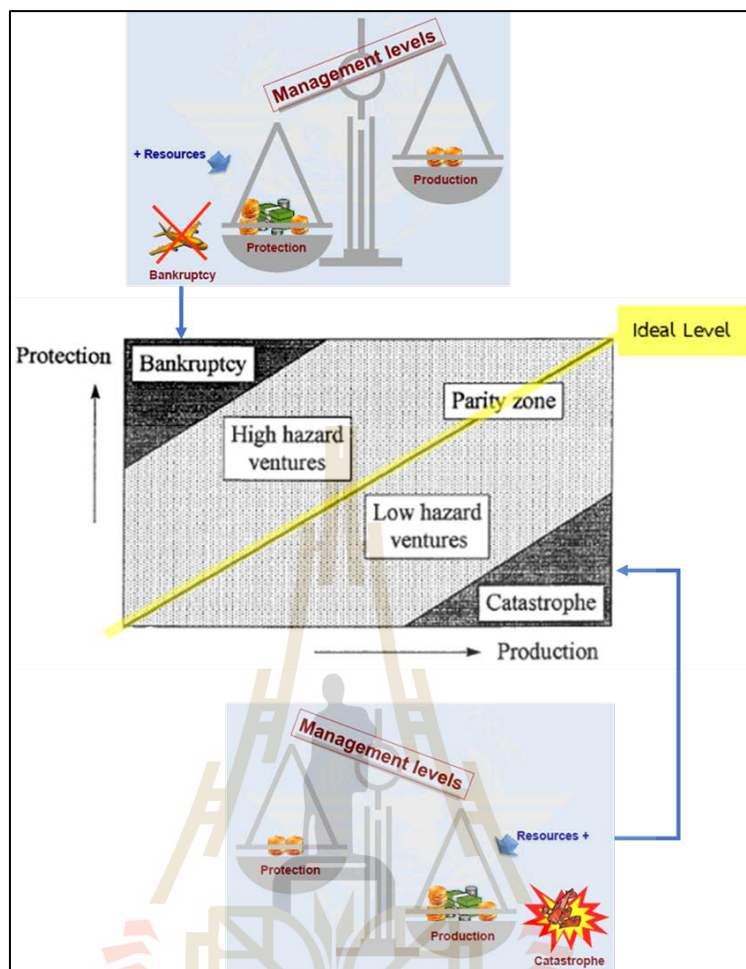 Management levels
+ Resources
Production
Protection
Bankruptcy
Ideal Level
Protection
Bankruptcy
Parity zone
High hazard
ventures
Low hazard
ventures
Catastrophe
Production
Management levels
Resources +
Protection
Production
Catastrophe